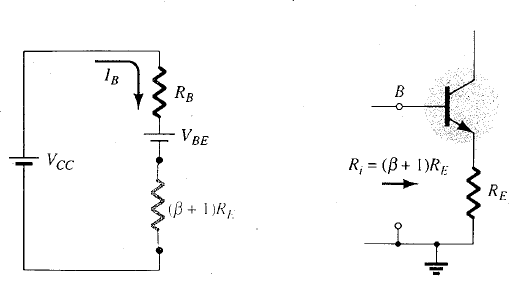 I_B
R_B
V_BE
V_CC
(β + 1)R_E
B
R_i = (β + 1)R_E
R_E